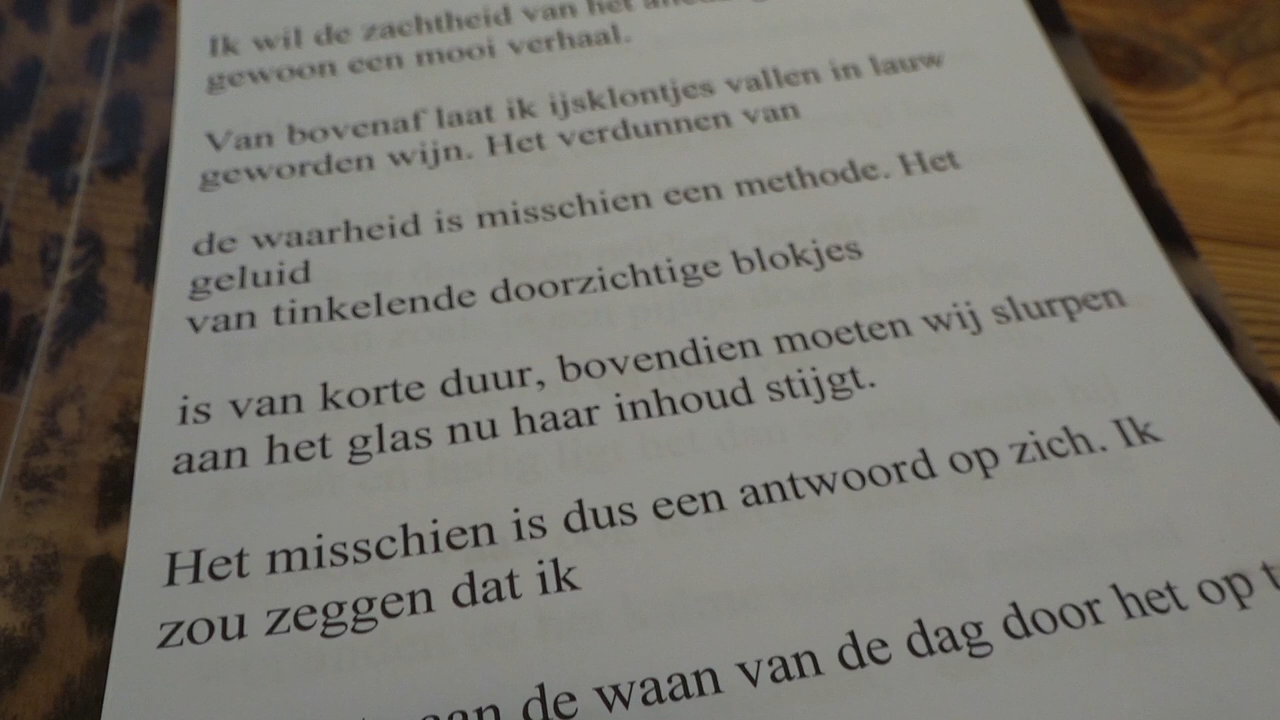 Ik wil de zachtheid van het
gewoon een mooi verhaal.
Van bovenaf laat ik ijsklontjes vallen in lauw
geworden wijn. Het verdunnen van
de waarheid is misschien een methode. Het
geluid
van tinkelende doorzichtige blokjes
is van korte duur, bovendien moeten wij slurpen
aan het glas nu haar inhoud stijgt.
Het misschien is dus een antwoord op zich. Ik
zou zeggen dat ik
aan de waan van de dag door het op